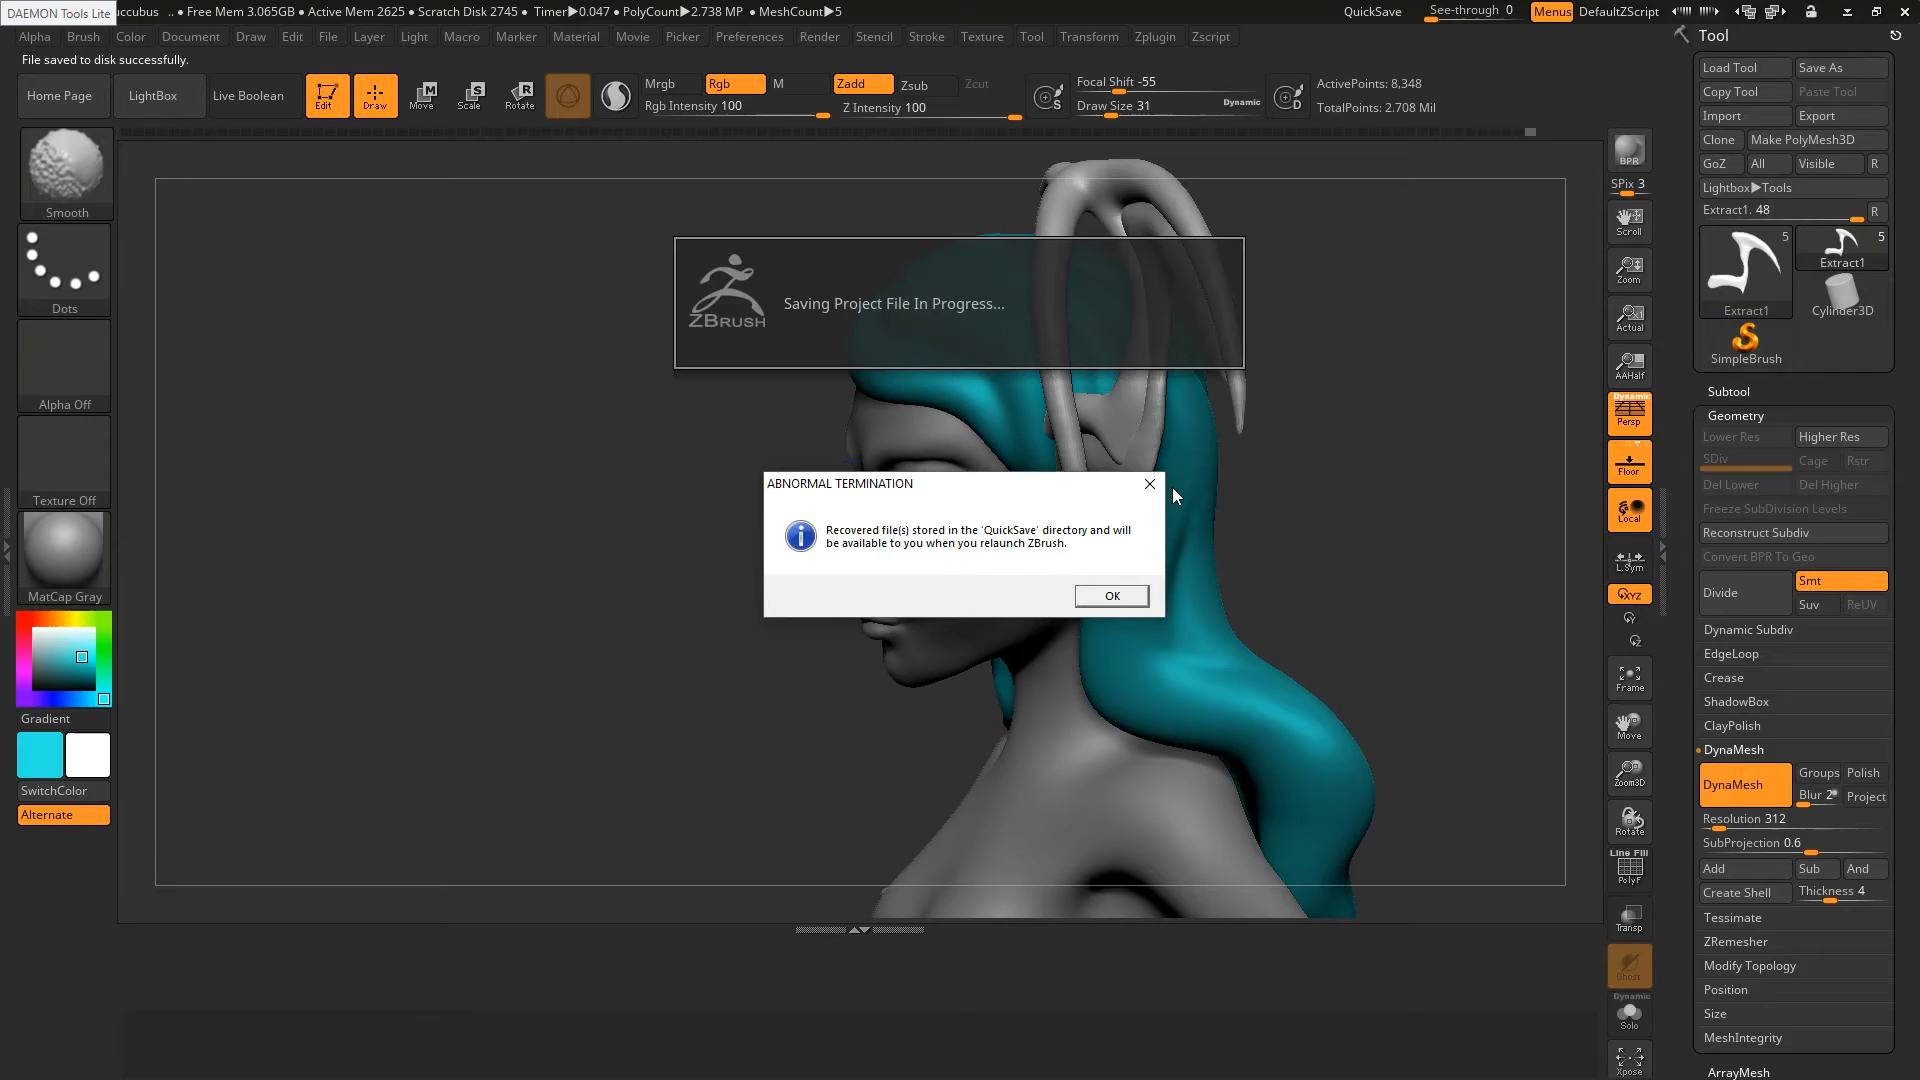 DAEMON Tools Lite
ccubus .. • Free Mem 3.065GB • Active Mem 2625 • Scratch Disk 2745 • Timer▶0.047 • PolyCount▶2.738 MP • MeshCount▶5
QuickSave See-through 0 Menus DefaultZScript
Alpha Brush Color Document Draw Edit File Layer Light Macro Marker Material Movie Picker Preferences Render Stencil Stroke Texture Tool Transform Zplugin Zscript
Tool
File saved to disk successfully.
Home Page LightBox Live Boolean Edit Draw Move Scale Rotate
Mrgb Rgb M Zadd Zsub Zcut
Rgb Intensity 100 Z Intensity 100
S
Focal Shift -55
Draw Size 31 Dynamic
D
ActivePoints: 8,348
TotalPoints: 2.708 Mil
Smooth
Dots
Alpha Off
Texture Off
MatCap Gray
Gradient
SwitchColor
Alternate
ZBRUSH
Saving Project File In Progress...
ABNORMAL TERMINATION
Recovered file(s) stored in the 'QuickSave' directory and will
be available to you when you relaunch ZBrush.
OK
BPR
SPix 3
Scroll
Zoom
Actual
AAHalf
Dynamic
Persp
Floor
Local
L.Sym
XYZ
Frame
Move
Zoom3D
Rotate
Line Fill
PolyF
Transp
Ghost
Dynamic
Solo
Xpose
Load Tool Save As
Copy Tool Paste Tool
Import Export
Clone Make PolyMesh3D
GoZ All Visible R
Lightbox▶Tools
Extract1. 48 R
5 5
Extract1
Extract1 Cylinder3D
SimpleBrush
Subtool
Geometry
Lower Res Higher Res
SDiv Cage Rstr
Del Lower Del Higher
Freeze SubDivision Levels
Reconstruct Subdiv
Convert BPR To Geo
Divide Smt
Suv ReUV
Dynamic Subdiv
EdgeLoop
Crease
ShadowBox
ClayPolish
DynaMesh
DynaMesh Groups Polish
Blur 2 Project
Resolution 312
SubProjection 0.6
Add Sub And
Create Shell Thickness 4
Tessimate
ZRemesher
Modify Topology
Position
Size
MeshIntegrity
ArrayMesh